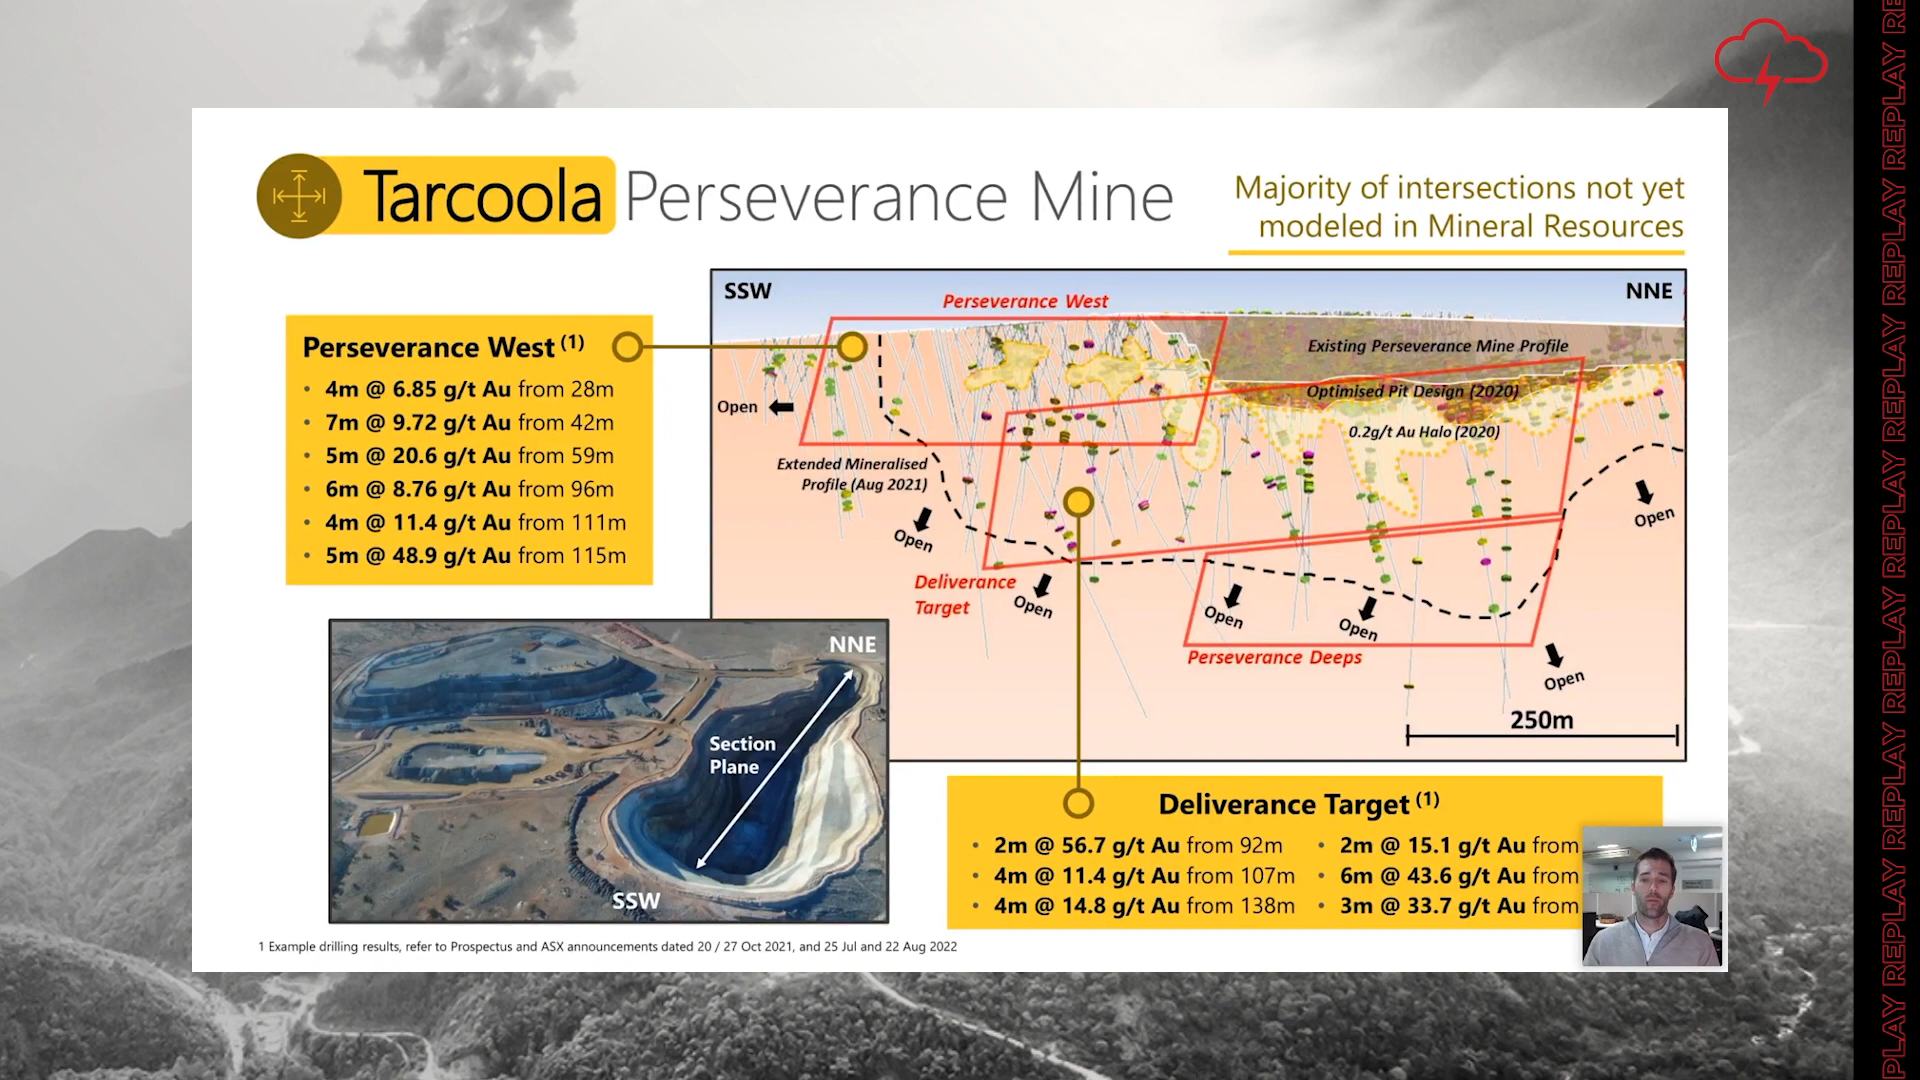 Tarcoola Perseverance Mine
Majority of intersections not yet
modeled in Mineral Resources
Perseverance West (1)
• 4m @ 6.85 g/t Au from 28m
• 7m @ 9.72 g/t Au from 42m
• 5m @ 20.6 g/t Au from 59m
• 6m @ 8.76 g/t Au from 96m
• 4m @ 11.4 g/t Au from 111m
• 5m @ 48.9 g/t Au from 115m
SSW
NNE
Perseverance West
Existing Perseverance Mine Profile
Optimised Pit Design (2020)
0.2g/t Au Halo (2020)
Open
Extended Mineralised
Profile (Aug 2021)
Open
Open
Deliverance
Target
Open
Open
Open
Open
Perseverance Deeps
250m
NNE
Section
Plane
SSW
Deliverance Target (1)
• 2m @ 56.7 g/t Au from 92m
• 4m @ 11.4 g/t Au from 107m
• 4m @ 14.8 g/t Au from 138m
• 2m @ 15.1 g/t Au from
• 6m @ 43.6 g/t Au from
• 3m @ 33.7 g/t Au from
1 Example drilling results, refer to Prospectus and ASX announcements dated 20 / 27 Oct 2021, and 25 Jul and 22 Aug 2022
REPLAY REPLAY REPLAY REPLAY REPLAY REPLAY REPLAY REPLAY